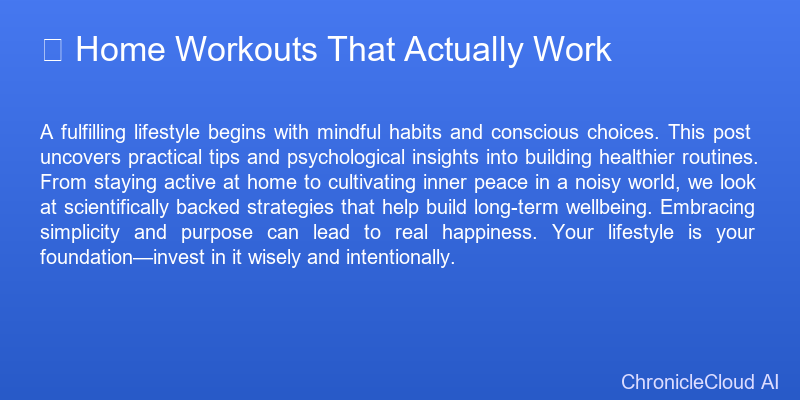 Home Workouts That Actually Work
A fulfilling lifestyle begins with mindful habits and conscious choices. This post
uncovers practical tips and psychological insights into building healthier routines.
From staying active at home to cultivating inner peace in a noisy world, we look
at scientifically backed strategies that help build long-term wellbeing. Embracing
simplicity and purpose can lead to real happiness. Your lifestyle is your
foundation—invest in it wisely and intentionally.
ChronicleCloud AI